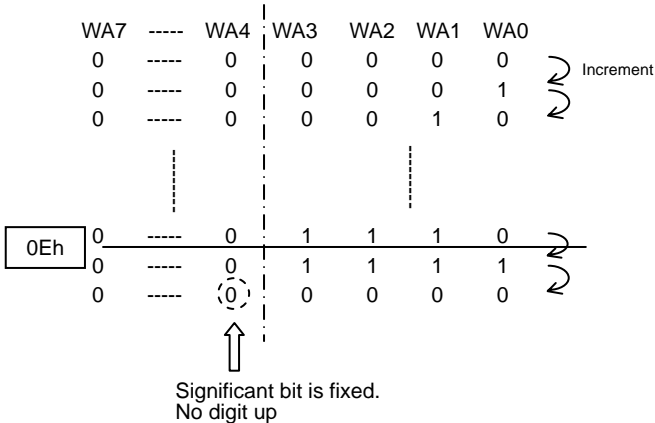 WA7 ----- WA4 WA3 WA2 WA1 WA0
0 ----- 0 0 0 0 0
Increment
0 ----- 0 0 0 0 1
0 ----- 0 0 0 1 0
0Eh
0 ----- 0 1 1 1 0
0 ----- 0 1 1 1 1
0 ----- 0 0 0 0 0
Significant bit is fixed.
No digit up